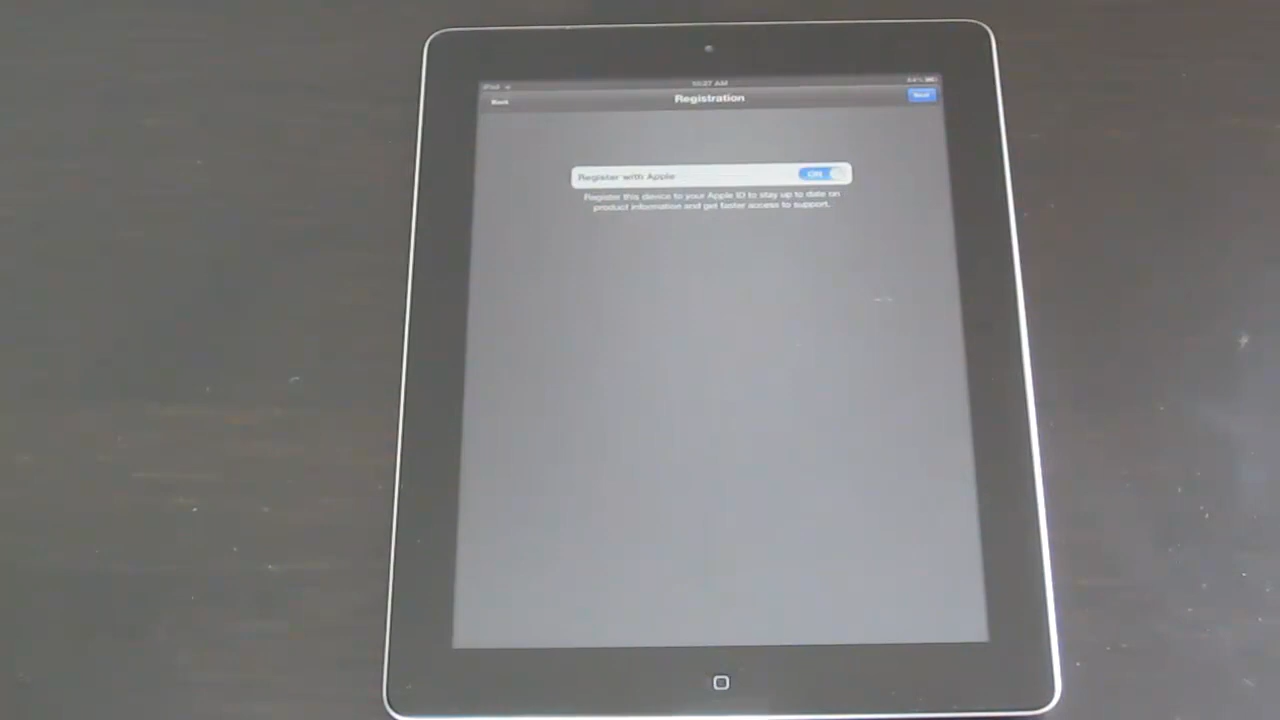 iPad 10:27 AM
Back Registration Next
Register with Apple ON
Register this device to your Apple ID to stay up to date on
product information and get faster access to support.